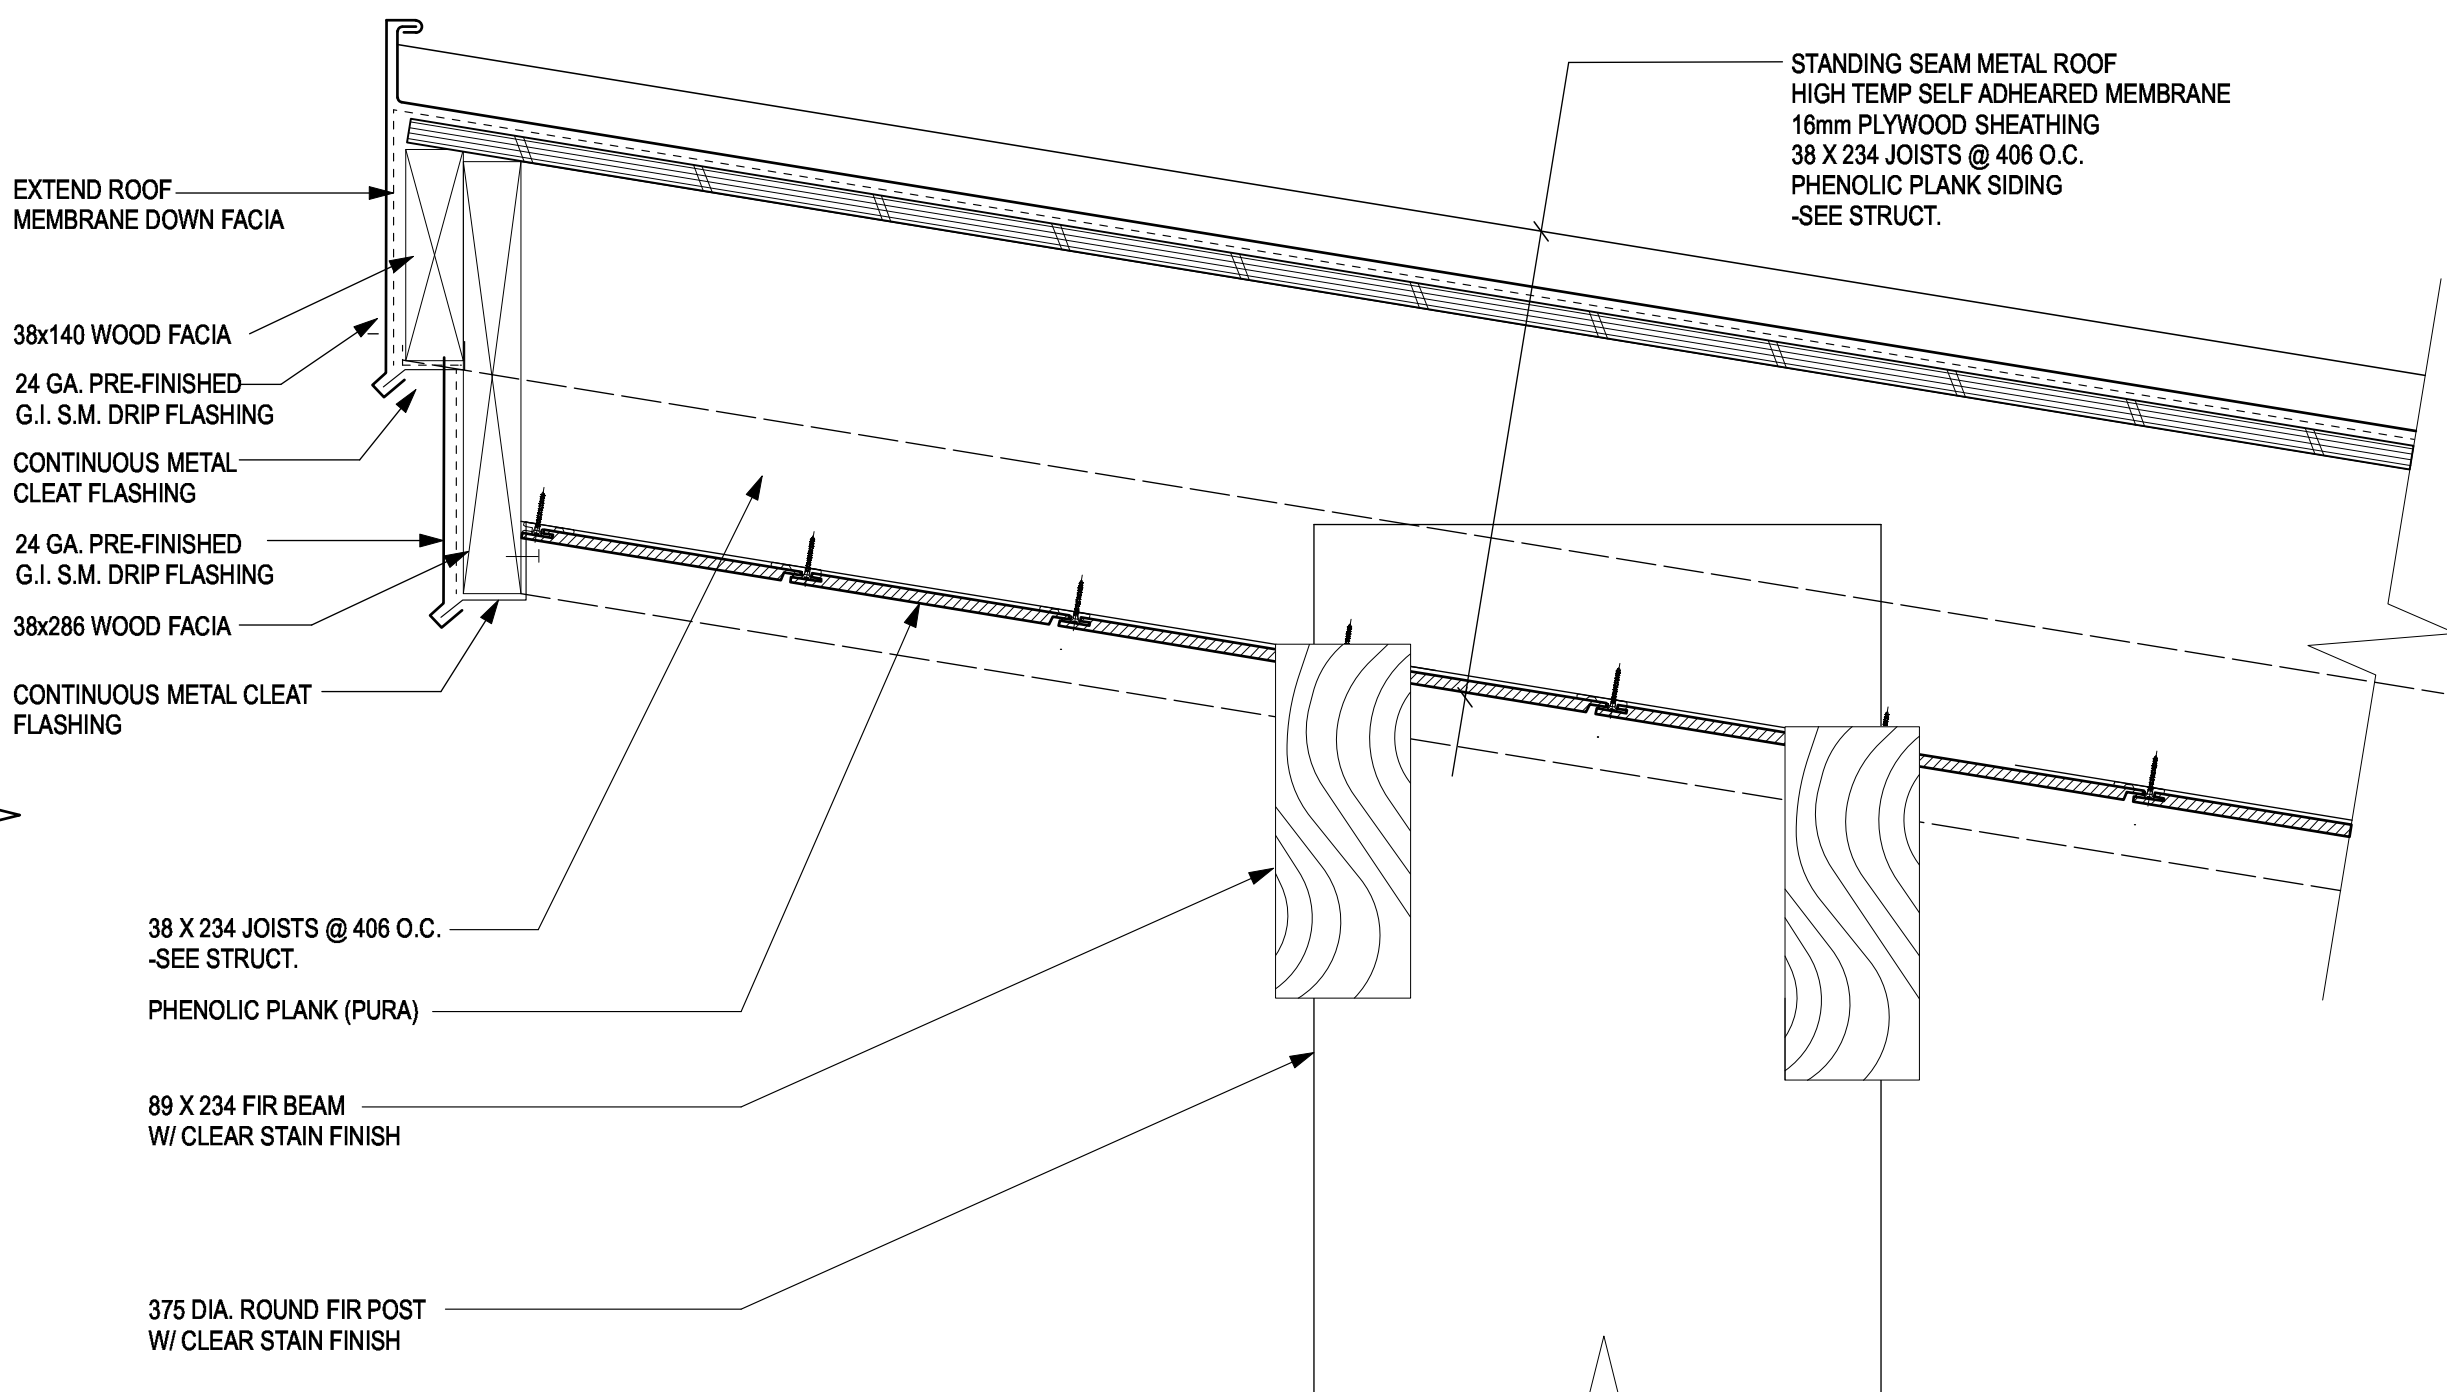 STANDING SEAM METAL ROOF
HIGH TEMP SELF ADHEARED MEMBRANE
16mm PLYWOOD SHEATHING
38 X 234 JOISTS @ 406 O.C.
PHENOLIC PLANK SIDING
-SEE STRUCT.
EXTEND ROOF
MEMBRANE DOWN FACIA
38x140 WOOD FACIA
24 GA. PRE-FINISHED
G.I. S.M. DRIP FLASHING
CONTINUOUS METAL
CLEAT FLASHING
24 GA. PRE-FINISHED
G.I. S.M. DRIP FLASHING
38x286 WOOD FACIA
CONTINUOUS METAL CLEAT
FLASHING
38 X 234 JOISTS @ 406 O.C.
-SEE STRUCT.
PHENOLIC PLANK (PURA)
89 X 234 FIR BEAM
W/ CLEAR STAIN FINISH
375 DIA. ROUND FIR POST
W/ CLEAR STAIN FINISH